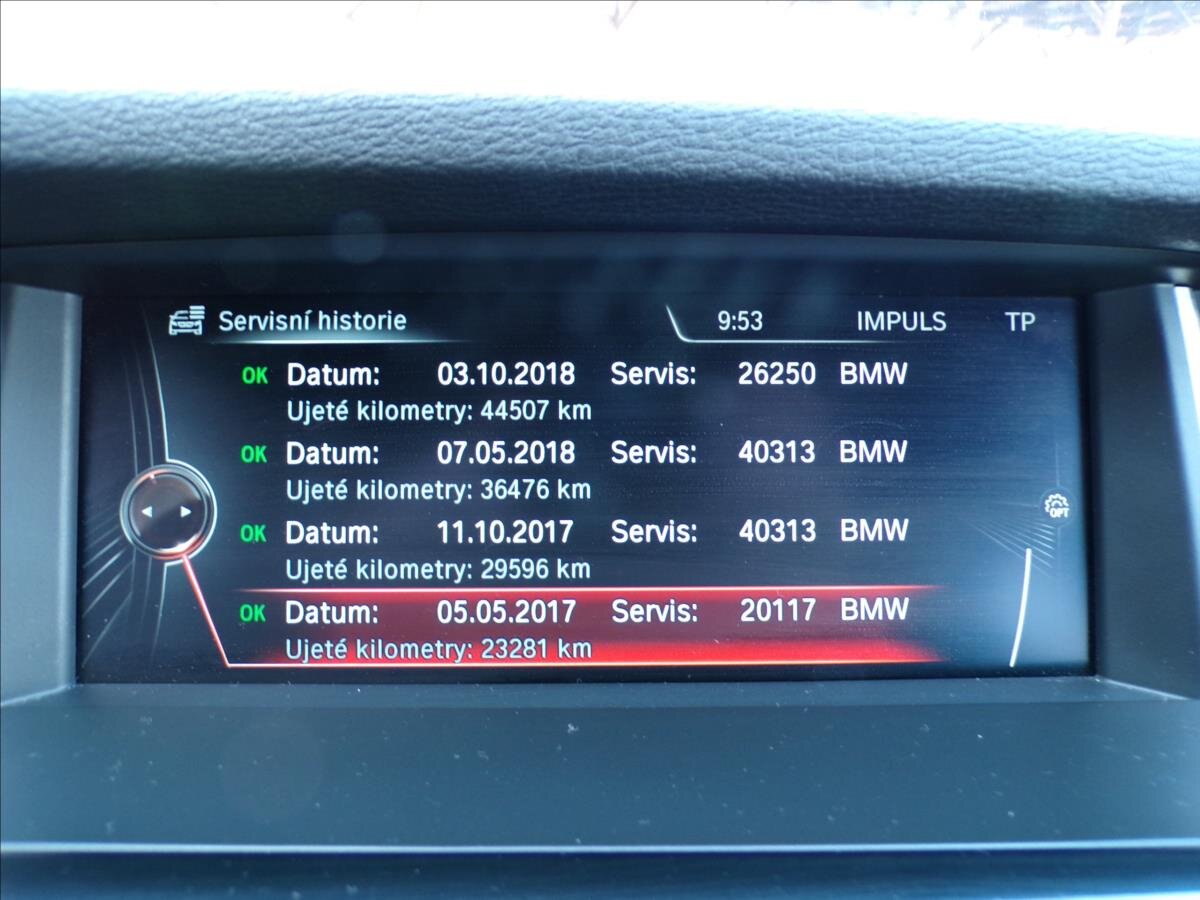 Servisní historie 9:53 IMPULS TP
OK Datum: 03.10.2018 Servis: 26250 BMW
Ujeté kilometry: 44507 km
OK Datum: 07.05.2018 Servis: 40313 BMW
Ujeté kilometry: 36476 km
OK Datum: 11.10.2017 Servis: 40313 BMW
Ujeté kilometry: 29596 km
OPT
OK Datum: 05.05.2017 Servis: 20117 BMW
Ujeté kilometry: 23281 km